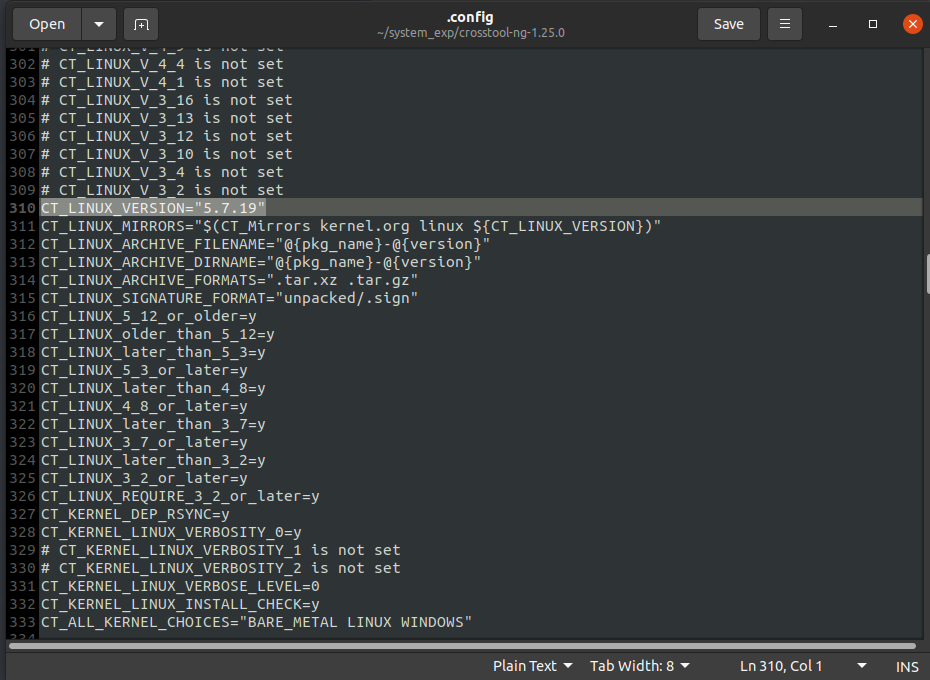 Open
.config
~/system_exp/crosstool-ng-1.25.0
Save
302 # CT_LINUX_V_4_4 is not set
303 # CT_LINUX_V_4_1 is not set
304 # CT_LINUX_V_3_16 is not set
305 # CT_LINUX_V_3_13 is not set
306 # CT_LINUX_V_3_12 is not set
307 # CT_LINUX_V_3_10 is not set
308 # CT_LINUX_V_3_4 is not set
309 # CT_LINUX_V_3_2 is not set
310 CT_LINUX_VERSION="5.7.19"
311 CT_LINUX_MIRRORS="$(CT_Mirrors kernel.org linux ${CT_LINUX_VERSION})"
312 CT_LINUX_ARCHIVE_FILENAME="@{pkg_name}-@{version}"
313 CT_LINUX_ARCHIVE_DIRNAME="@{pkg_name}-@{version}"
314 CT_LINUX_ARCHIVE_FORMATS=".tar.xz .tar.gz"
315 CT_LINUX_SIGNATURE_FORMAT="unpacked/.sign"
316 CT_LINUX_5_12_or_older=y
317 CT_LINUX_older_than_5_12=y
318 CT_LINUX_later_than_5_3=y
319 CT_LINUX_5_3_or_later=y
320 CT_LINUX_later_than_4_8=y
321 CT_LINUX_4_8_or_later=y
322 CT_LINUX_later_than_3_7=y
323 CT_LINUX_3_7_or_later=y
324 CT_LINUX_later_than_3_2=y
325 CT_LINUX_3_2_or_later=y
326 CT_LINUX_REQUIRE_3_2_or_later=y
327 CT_KERNEL_DEP_RSYNC=y
328 CT_KERNEL_LINUX_VERBOSITY_0=y
329 # CT_KERNEL_LINUX_VERBOSITY_1 is not set
330 # CT_KERNEL_LINUX_VERBOSITY_2 is not set
331 CT_KERNEL_LINUX_VERBOSE_LEVEL=0
332 CT_KERNEL_LINUX_INSTALL_CHECK=y
333 CT_ALL_KERNEL_CHOICES="BARE_METAL LINUX WINDOWS"
Plain Text Tab Width: 8 Ln 310, Col 1 INS